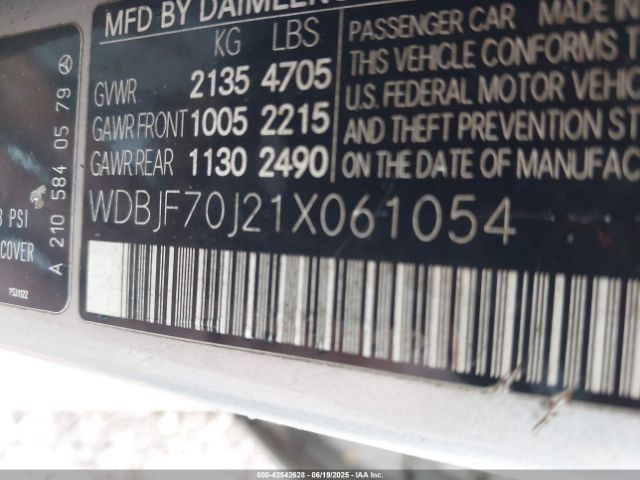 MFD BY DAIMLER
KG LBS
GVWR 2135 4705
GAWR FRONT 1005 2215
GAWR REAR 1130 2490
WDBJF70J21X061054
PASSENGER CAR MADE IN
THIS VEHICLE CONFORMS
U.S. FEDERAL MOTOR VEHIC
AND THEFT PREVENTION S
ON THE DATE OF MANUFAC
A 210 584 05 79
PSI
COVER
7531122
000-42542628 - 06/19/2025 - IAA, Inc.